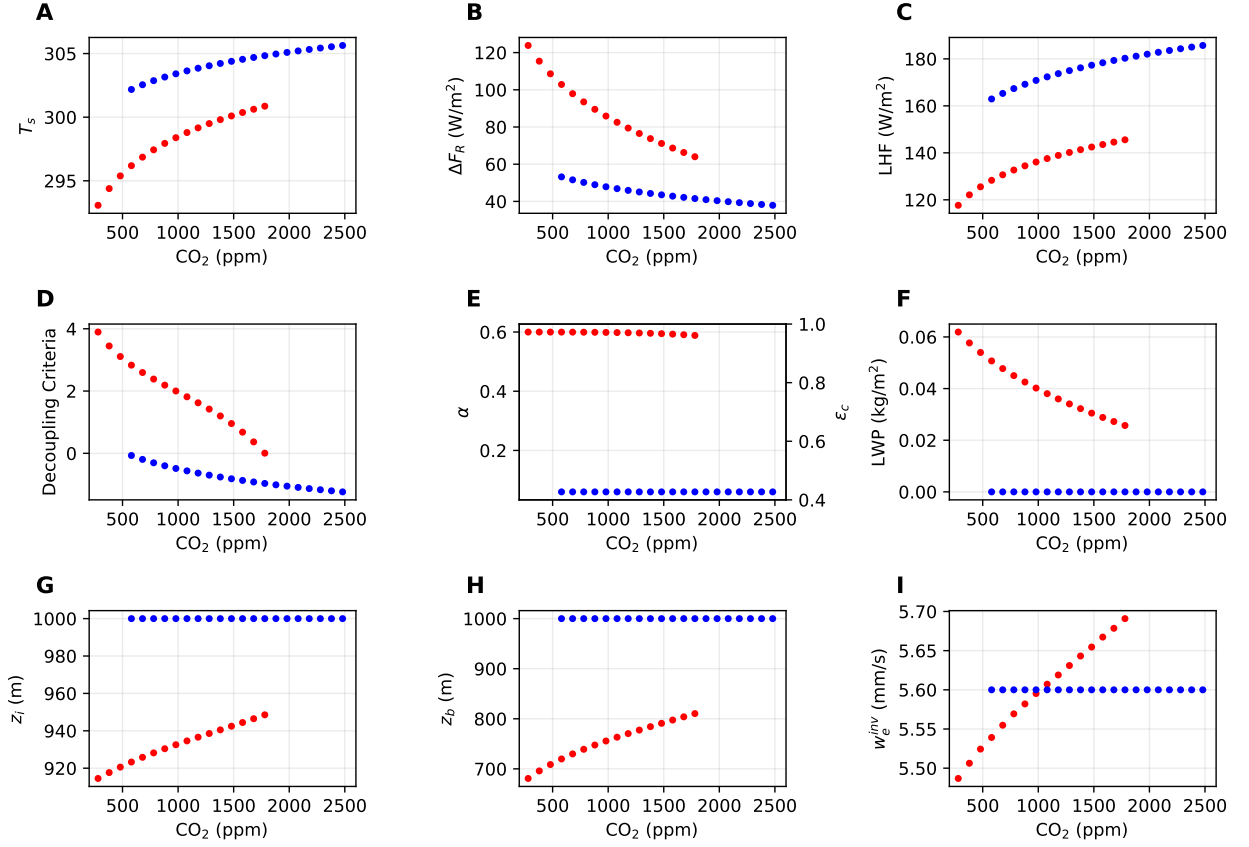 A
B
C
305
300
295
T_s
500 1000 1500 2000 2500
CO₂ (ppm)
120
100
80
60
40
ΔF_R (W/m²)
500 1000 1500 2000 2500
CO₂ (ppm)
180
160
140
120
LHF (W/m²)
500 1000 1500 2000 2500
CO₂ (ppm)
D
E
F
4
2
0
Decoupling Criteria
500 1000 1500 2000 2500
CO₂ (ppm)
0.6
0.4
0.2
α
1.0
0.8
0.6
0.4
ε_c
500 1000 1500 2000 2500
CO₂ (ppm)
0.06
0.04
0.02
0.00
LWP (kg/m²)
500 1000 1500 2000 2500
CO₂ (ppm)
G
H
I
1000
980
960
940
920
z_i (m)
500 1000 1500 2000 2500
CO₂ (ppm)
1000
900
800
700
z_b (m)
500 1000 1500 2000 2500
CO₂ (ppm)
5.70
5.65
5.60
5.55
5.50
w_e^inv (mm/s)
500 1000 1500 2000 2500
CO₂ (ppm)